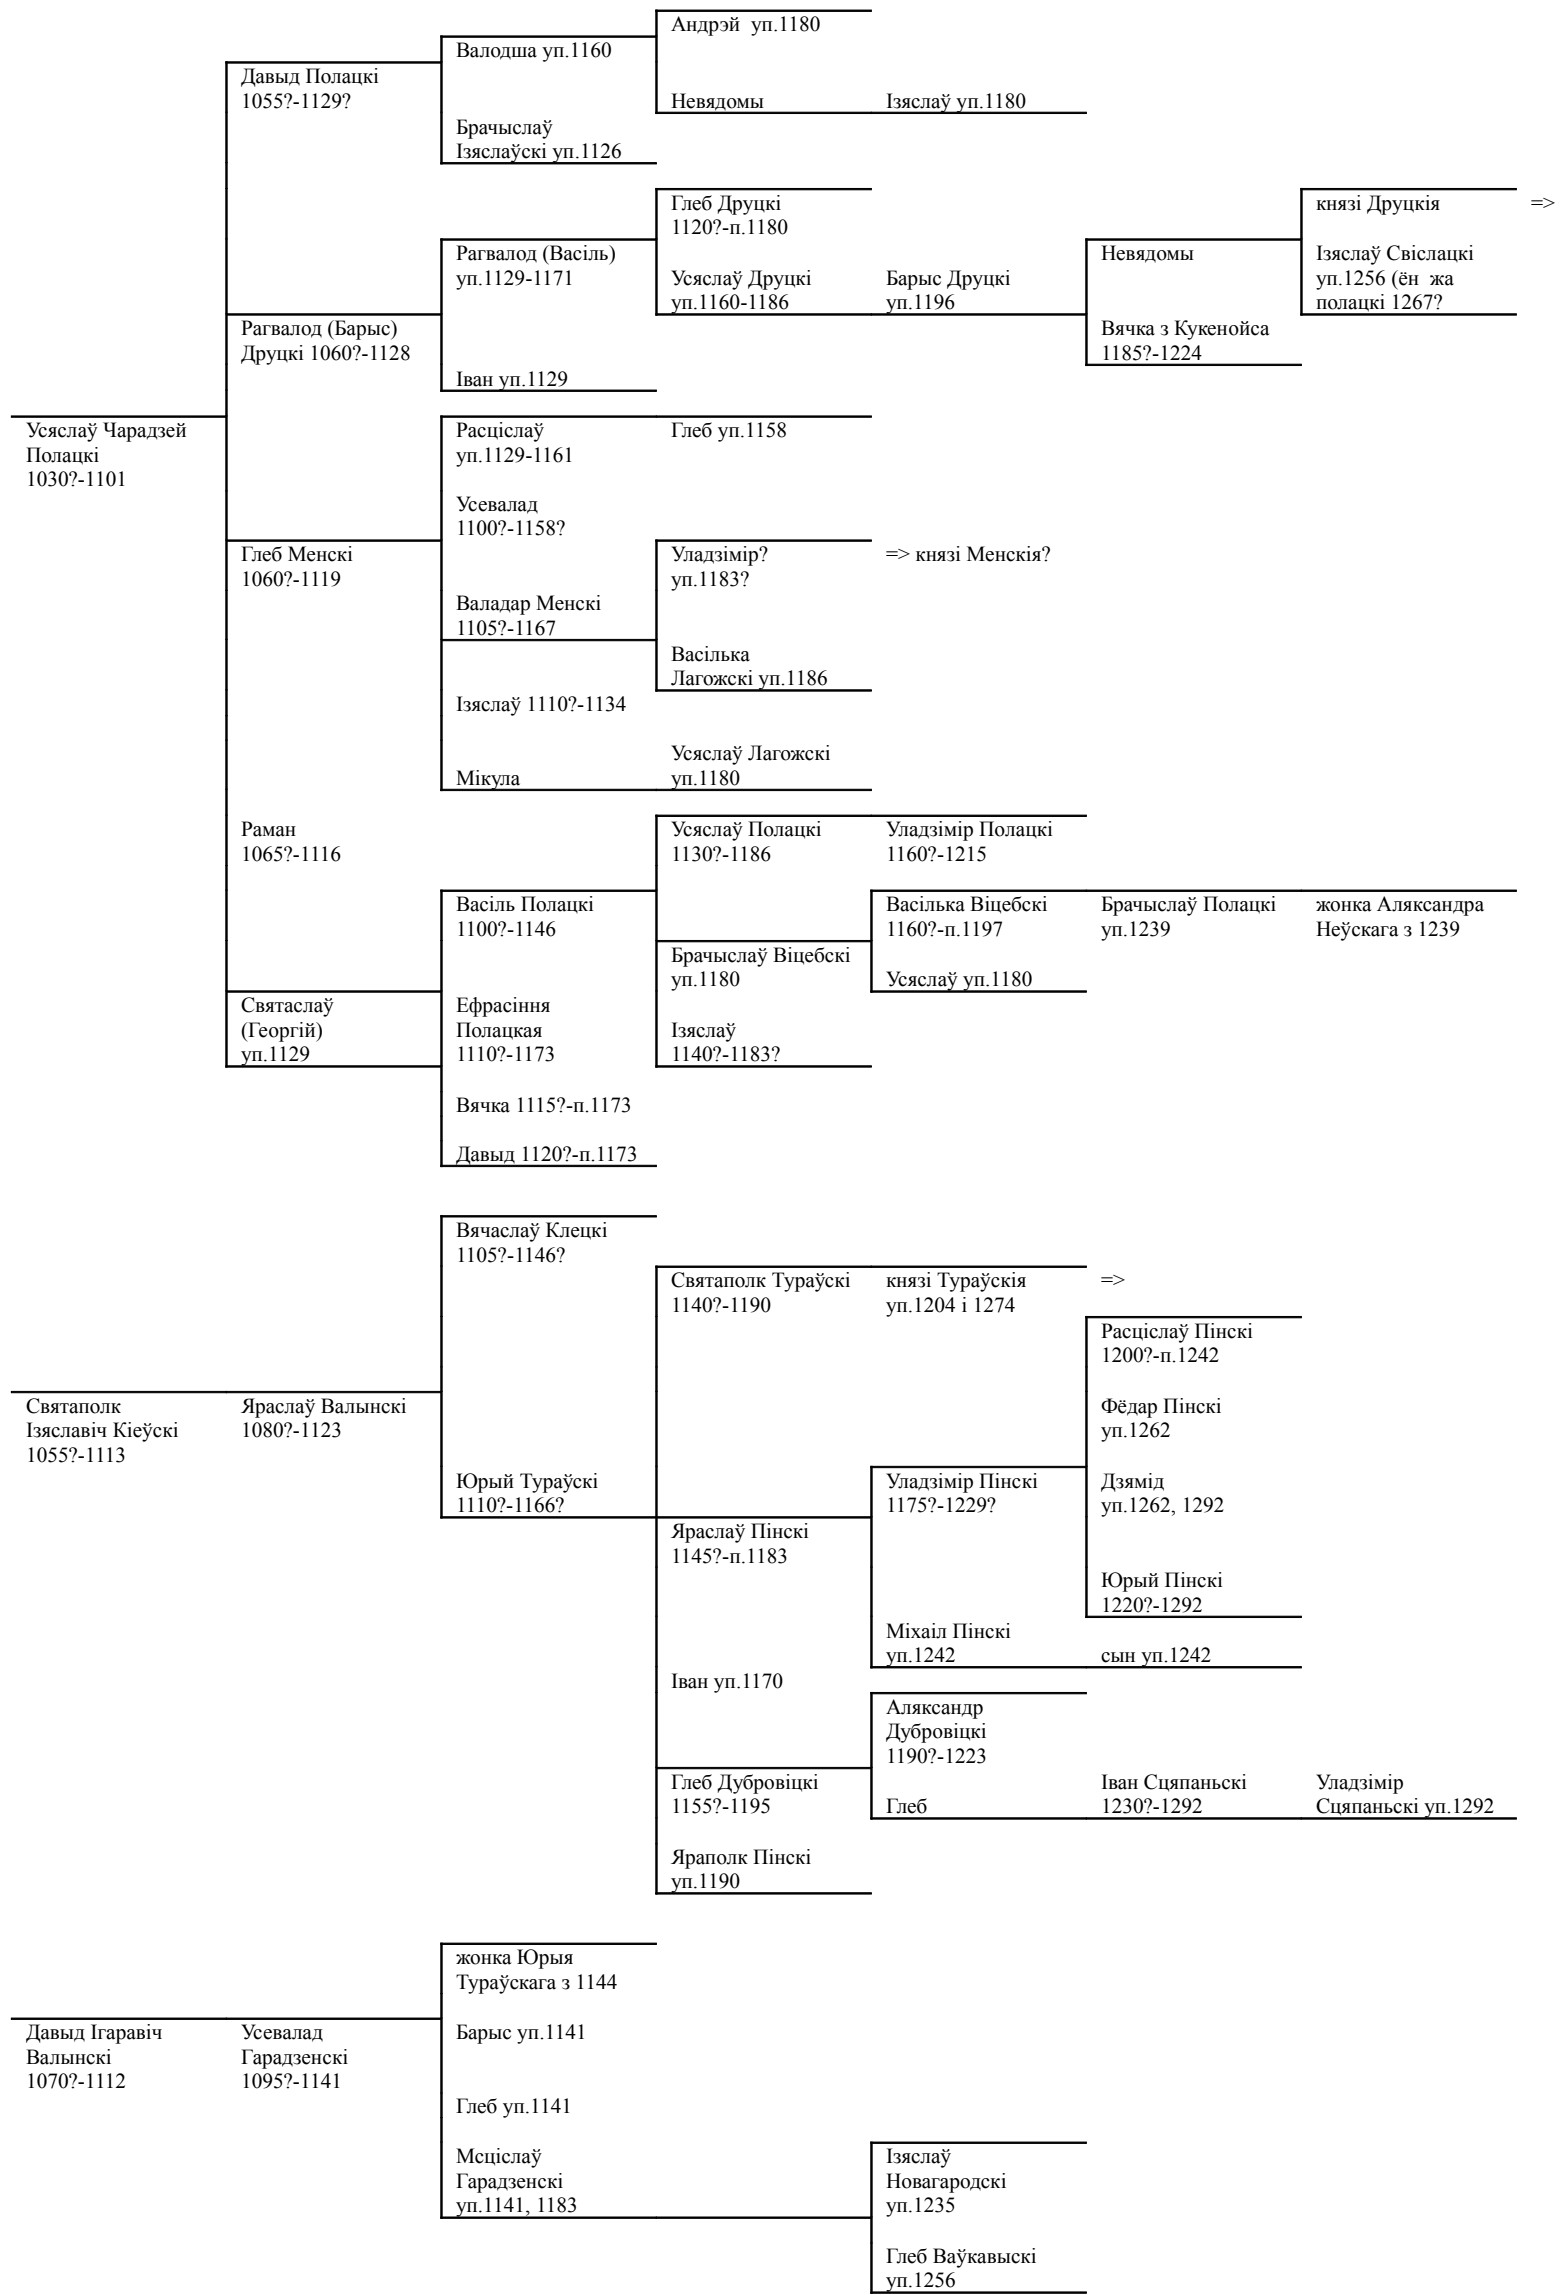 Андрэй уп.1180
Валодша уп.1160
Давыд Полацкі
1055?-1129?
Невядомы
Ізяслаў уп.1180
Брачыслаў
Ізяслаўскі уп.1126
Глеб Друцкі
1120?-п.1180
князі Друцкія
=>
Рагвалод (Васіль)
уп.1129-1171
Невядомы
Ізяслаў Свіслацкі
уп.1256 (ён жа
полацкі 1267?
Усяслаў Друцкі
уп.1160-1186
Барыс Друцкі
уп.1196
Рагвалод (Барыс)
Друцкі 1060?-1128
Вячка з Кукенойса
1185?-1224
Іван уп.1129
Усяслаў Чарадзей
Полацкі
1030?-1101
Расціслаў
уп.1129-1161
Глеб уп.1158
Усевалад
1100?-1158?
Глеб Менскі
1060?-1119
Уладзімір?
уп.1183?
=> князі Менскія?
Валадар Менскі
1105?-1167
Васілька
Лагожскі уп.1186
Ізяслаў 1110?-1134
Мікула
Усяслаў Лагожскі
уп.1180
Раман
1065?-1116
Усяслаў Полацкі
1130?-1186
Уладзімір Полацкі
1160?-1215
Васіль Полацкі
1100?-1146
Васілька Віцебскі
1160?-п.1197
Брачыслаў Полацкі
уп.1239
жонка Аляксандра
Неўскага з 1239
Брачыслаў Віцебскі
уп.1180
Усяслаў уп.1180
Святаслаў
(Георгій)
уп.1129
Ефрасіння
Полацкая
1110?-1173
Ізяслаў
1140?-1183?
Вячка 1115?-п.1173
Давыд 1120?-п.1173
Вячаслаў Клецкі
1105?-1146?
Святаполк Тураўскі
1140?-1190
князі Тураўскія
уп.1204 і 1274
=>
Расціслаў Пінскі
1200?-п.1242
Святаполк
Ізяславіч Кіеўскі
1055?-1113
Яраслаў Валынскі
1080?-1123
Фёдар Пінскі
уп.1262
Юрый Тураўскі
1110?-1166?
Уладзімір Пінскі
1175?-1229?
Дзямід
уп.1262, 1292
Яраслаў Пінскі
1145?-п.1183
Юрый Пінскі
1220?-1292
Міхаіл Пінскі
уп.1242
сын уп.1242
Іван уп.1170
Аляксандр
Дубровіцкі
1190?-1223
Глеб Дубровіцкі
1155?-1195
Глеб
Іван Сцяпаньскі
1230?-1292
Уладзімір
Сцяпаньскі уп.1292
Яраполк Пінскі
уп.1190
жонка Юрыя
Тураўскага з 1144
Давыд Ігаравіч
Валынскі
1070?-1112
Усевалад
Гарадзенскі
1095?-1141
Барыс уп.1141
Глеб уп.1141
Мсціслаў
Гарадзенскі
уп.1141, 1183
Ізяслаў
Новагародскі
уп.1235
Глеб Ваўкавыскі
уп.1256